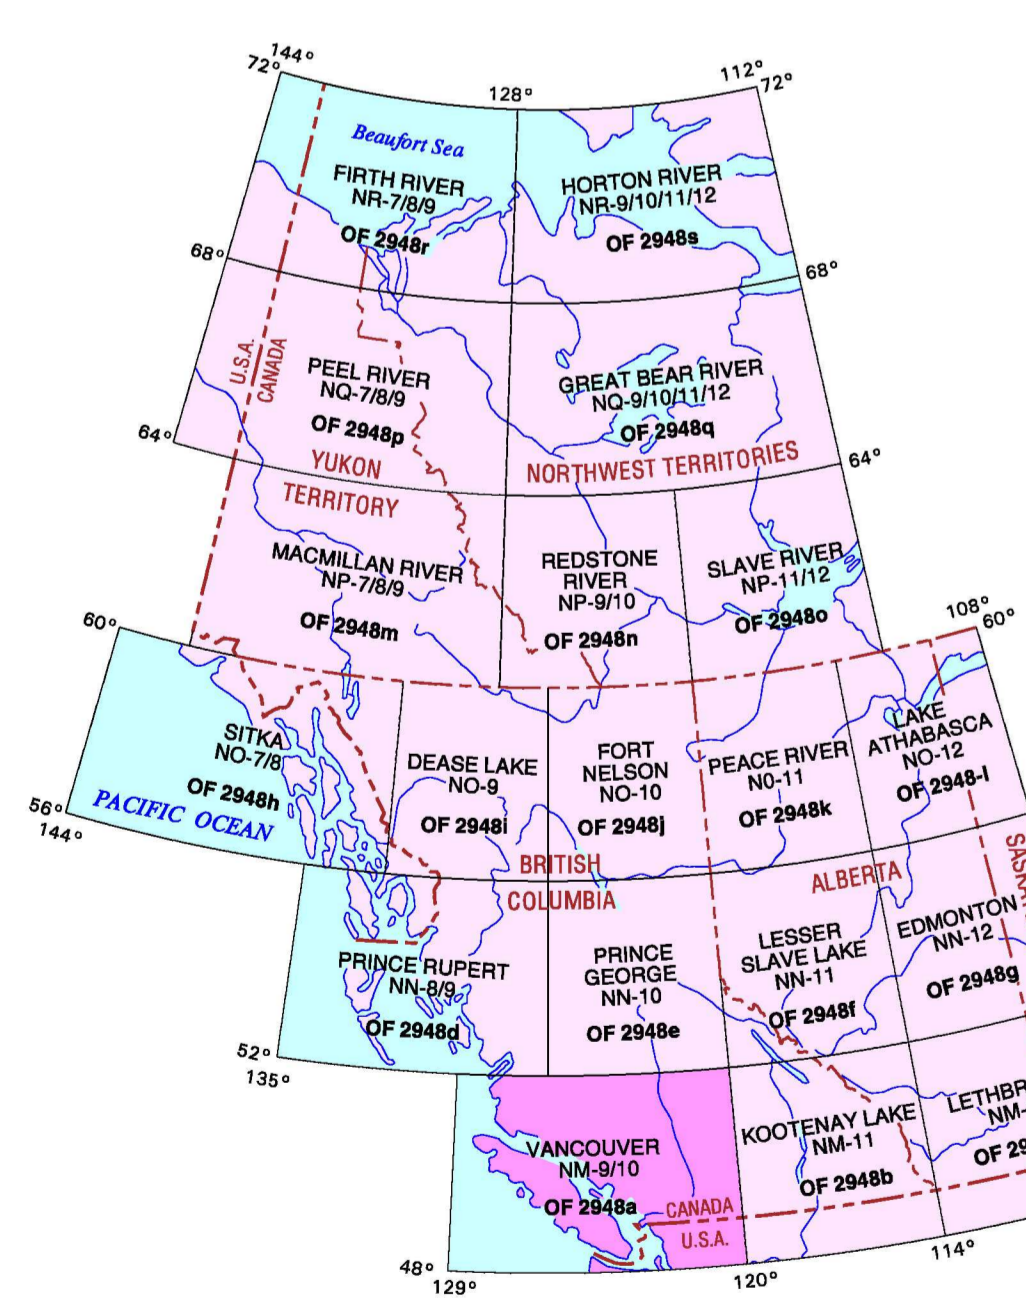 144°
72°
128°
112°
72°
Beaufort Sea
FIRTH RIVER
NR-7/8/9
OF 2948r
HORTON RIVER
NR-9/10/11/12
OF 2948s
68°
68°
U.S.A.
CANADA
PEEL RIVER
NQ-7/8/9
OF 2948p
GREAT BEAR RIVER
NQ-9/10/11/12
OF 2948q
64°
64°
YUKON
TERRITORY
NORTHWEST TERRITORIES
MACMILLAN RIVER
NP-7/8/9
OF 2948m
REDSTONE
RIVER
NP-9/10
OF 2948n
SLAVE RIVER
NP-11/12
OF 2948o
60°
108°
60°
SITKA
NO-7/8
OF 2948h
DEASE LAKE
NO-9
OF 2948i
FORT
NELSON
NO-10
OF 2948j
PEACE RIVER
N0-11
OF 2948k
LAKE
ATHABASCA
NO-12
OF 2948-l
56°
144°
PACIFIC OCEAN
BRITISH
COLUMBIA
ALBERTA
SASK
PRINCE RUPERT
NN-8/9
OF 2948d
PRINCE
GEORGE
NN-10
OF 2948e
LESSER
SLAVE LAKE
NN-11
OF 2948f
EDMONTON
NN-12
OF 2948g
52°
135°
VANCOUVER
NM-9/10
OF 2948a
CANADA
U.S.A.
KOOTENAY LAKE
NM-11
OF 2948b
LETHBR
NM-
OF 29
48°
129°
120°
114°